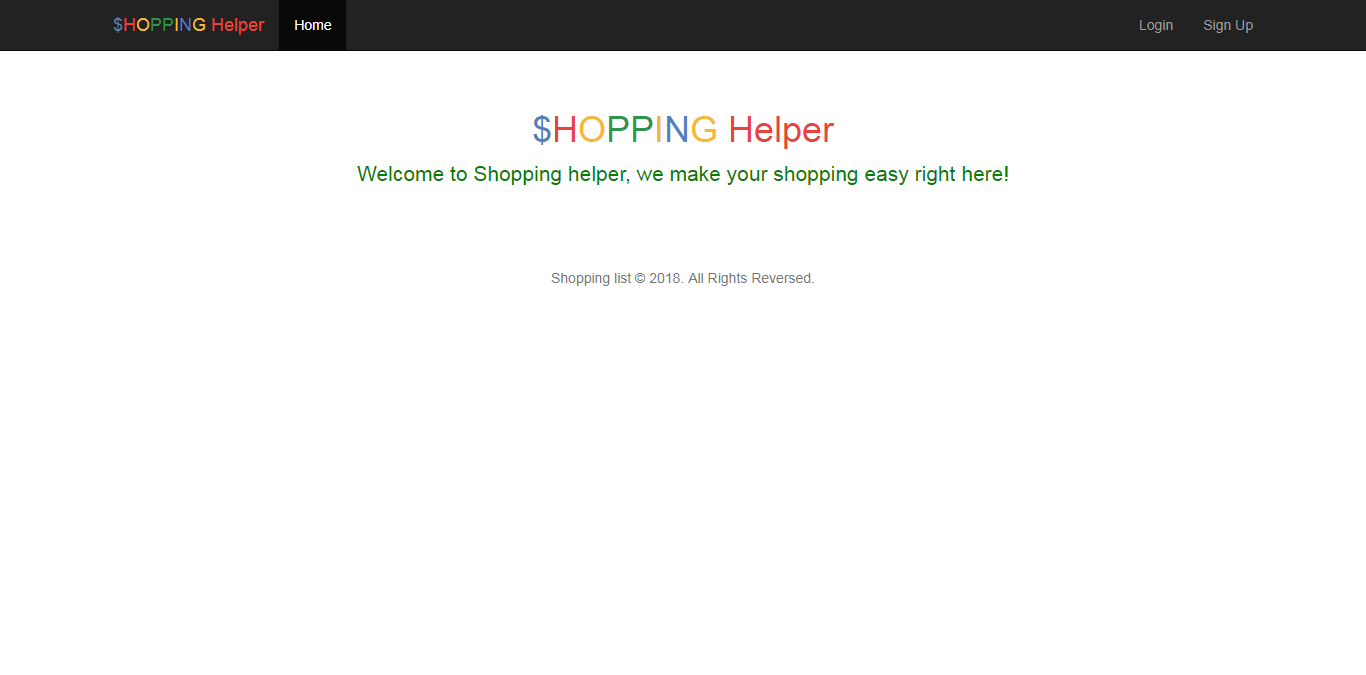 $HOPPING Helper Home Login Sign Up
$HOPPING Helper
Welcome to Shopping helper, we make your shopping easy right here!
Shopping list © 2018. All Rights Reversed.